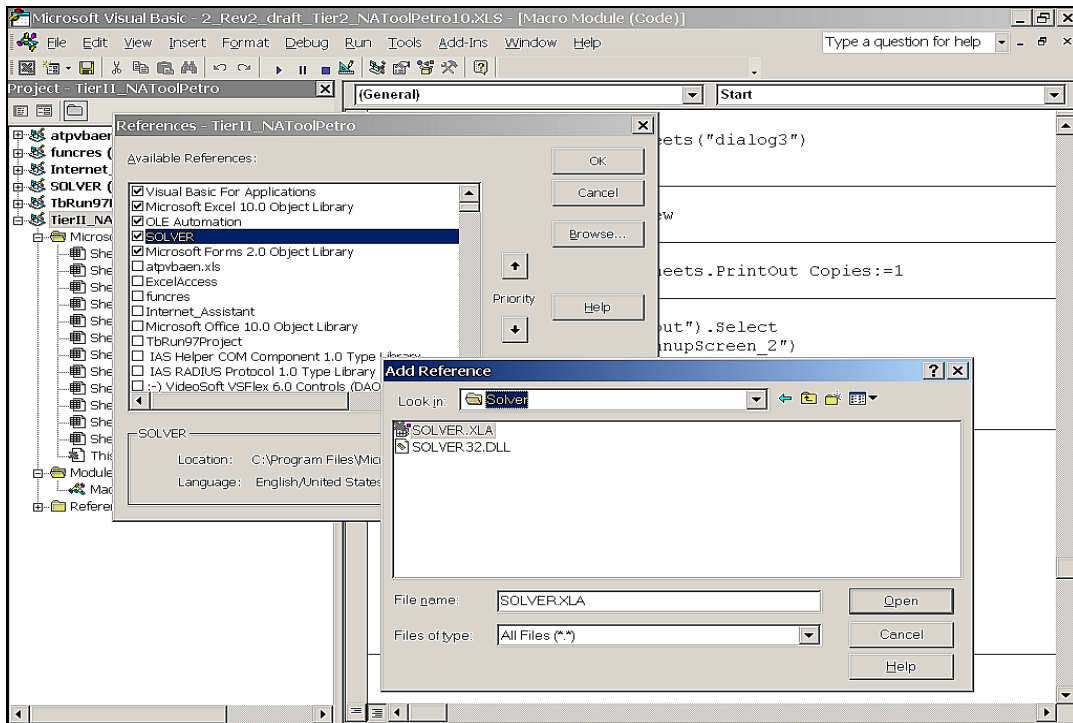 Microsoft Visual Basic - 2_Rev2_draft_Tier2_NAToolPetro10.XLS - [Macro Module (Code)]
File Edit View Insert Format Debug Run Tools Add-Ins Window Help
Type a question for help
Project - TierII_NAToolPetro
(General)
Start
atpvbaen
funcres (
Internet_
SOLVER (
TbRun97P
TierII_NA
Microso
She
She
She
She
She
She
She
She
She
She
She
She
This
Module
Mac
Referen
eets("dialog3")
ew
heets.PrintOut Copies:=1
out").Select
nupScreen_2")
References - TierII_NAToolPetro
Available References:
OK
Cancel
Browse...
Help
Priority
Visual Basic For Applications
Microsoft Excel 10.0 Object Library
OLE Automation
SOLVER
Microsoft Forms 2.0 Object Library
atpvbaen.xls
ExcelAccess
funcres
Internet_Assistant
Microsoft Office 10.0 Object Library
TbRun97Project
IAS Helper COM Component 1.0 Type Library
IAS RADIUS Protocol 1.0 Type Library
:-) VideoSoft VSFlex 6.0 Controls (DAO
SOLVER
Location: C:\Program Files\Mic
Language: English/United States
Add Reference
Look in: Solver
SOLVER.XLA
SOLVER32.DLL
File name: SOLVER.XLA
Open
Files of type: All Files (*.*)
Cancel
Help